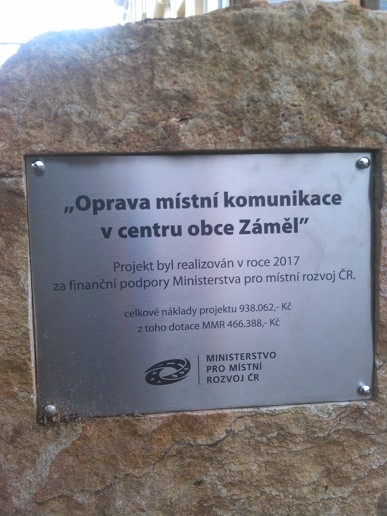 „Oprava místní komunikace
v centru obce Záměl"
Projekt byl realizován v roce 2017
za finanční podpory Ministerstva pro místní rozvoj ČR.
celkové náklady projektu 938.062,- Kč
z toho dotace MMR 466.388,- Kč
MINISTERSTVO
PRO MÍSTNÍ
ROZVOJ ČR